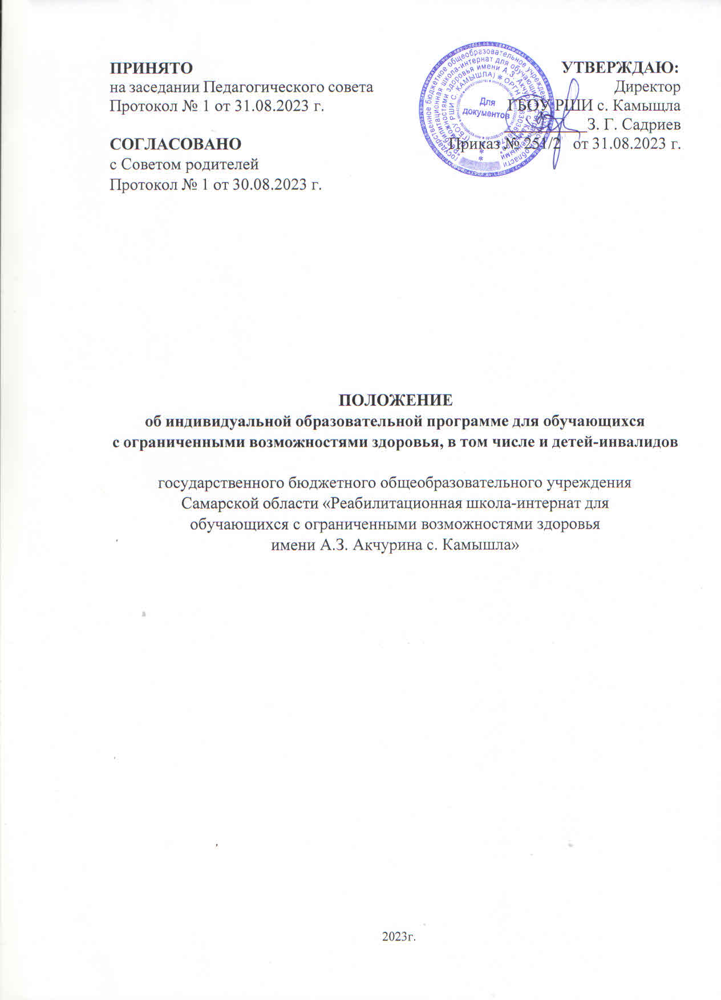 ПРИНЯТО
на заседании Педагогического совета
Протокол № 1 от 31.08.2023 г.
СОГЛАСОВАНО
с Советом родителей
Протокол № 1 от 30.08.2023 г.
УТВЕРЖДАЮ:
Директор
ГБОУ РШИ с. Камыщла
З. Г. Садриев
Приказ № 251/2 от 31.08.2023 г.
Для
документов
ПОЛОЖЕНИЕ
об индивидуальной образовательной программе для обучающихся
с ограниченными возможностями здоровья, в том числе и детей-инвалидов
государственного бюджетного общеобразовательного учреждения
Самарской области «Реабилитационная школа-интернат для
обучающихся с ограниченными возможностями здоровья
имени А.З. Акчурина с. Камышла»
2023г.